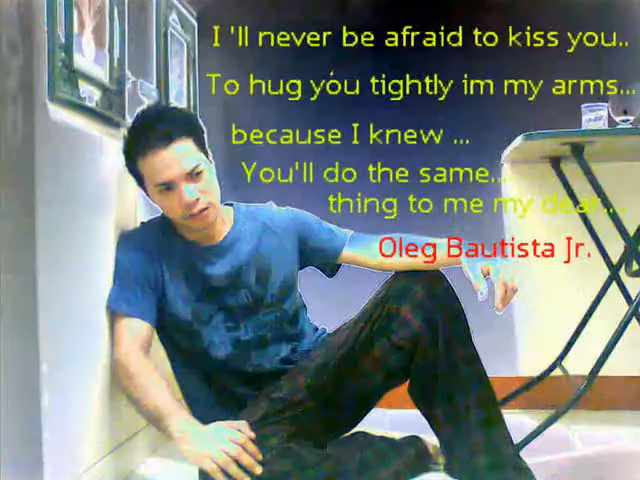 I 'll never be afraid to kiss you..
To hug you tightly im my arms...
because I knew ...
You'll do the same...
thing to me my dear....
Oleg Bautista Jr.